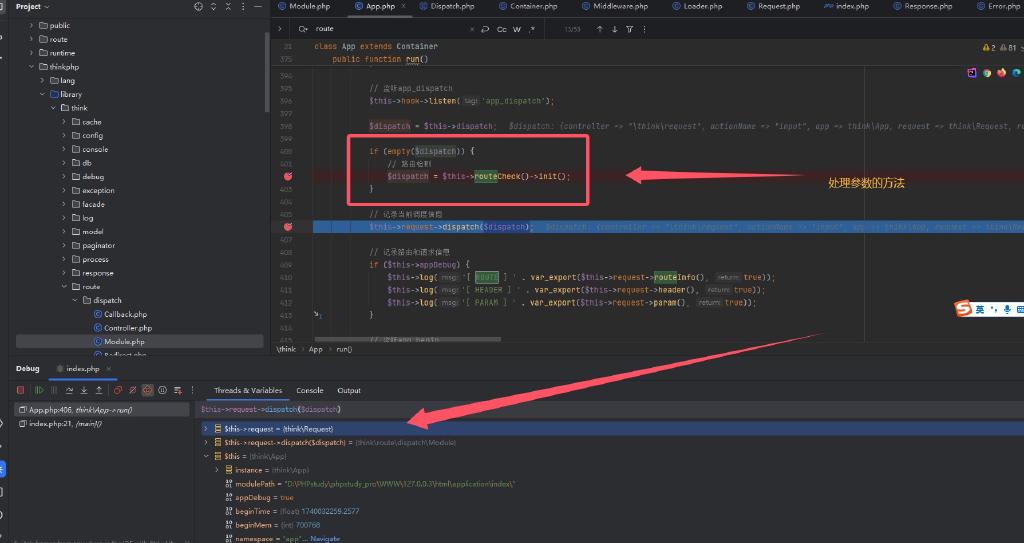 Project
Module.php App.php Dispatch.php Container.php Middleware.php Loader.php Request.php index.php Response.php Error.php
public
route
runtime
thinkphp
lang
library
think
cache
config
console
db
debug
exception
facade
log
model
paginator
process
response
route
dispatch
Callback.php
Controller.php
Module.php
route Cc W .*
21 class App extends Container
375 public function run()
2 81
394
395 // 监听app_dispatch
396 $this->hook->listen( tag: 'app_dispatch');
397
398 $dispatch = $this->dispatch; $dispatch: {controller => "\think\request", actionName => "input", app => think\App, request => think\Request,
399
400 if (empty($dispatch)) {
401 // 路由检测
$dispatch = $this->routeCheck()->init();
403 }
404
405 // 记录当前调度信息
$this->request->dispatch($dispatch); $dispatch: {controller => "\think\request", actionName => "input", app => think\App, request =>
407
408 // 记录路由和请求信息
409 if ($this->appDebug) {
410 $this->log( msg: '[ ROUTE ] ' . var_export($this->request->routeInfo(), return: true));
411 $this->log( msg: '[ HEADER ] ' . var_export($this->request->header(), return: true));
412 $this->log( msg: '[ PARAM ] ' . var_export($this->request->param(), return: true));
413 }
414
415 // 监听app_begin
处理参数的方法
英
\think > App > run()
Debug index.php
Threads & Variables Console Output
App.php:406, think\App->run()
index.php:21, {main}()
$this->request->dispatch($dispatch)
$this->request = {think\Request}
$this->request->dispatch($dispatch) = {think\route\dispatch\Module}
$this = {think\App}
instance = {think\App}
modulePath = "D:\PHPstudy\phpstudy_pro\WWW\127.0.0.3\html\application\index\"
appDebug = true
beginTime = (float) 1740032259.2577
beginMem = (int) 700768
namespace = "app"... Navigate